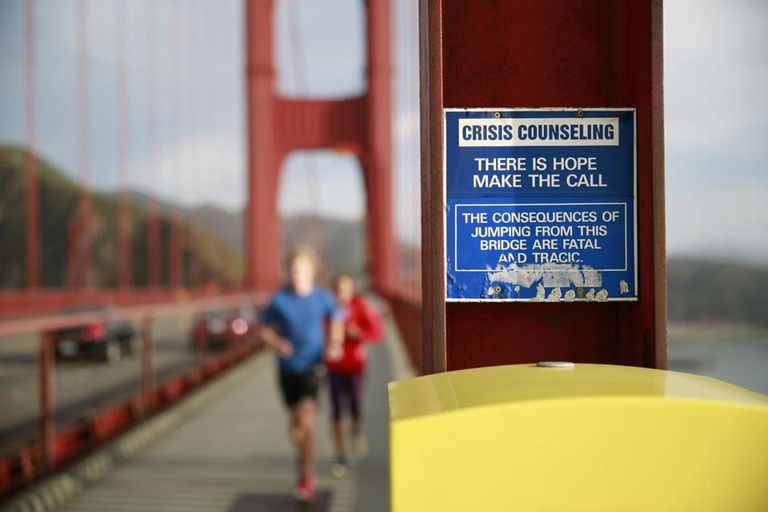 CRISIS COUNSELING
THERE IS HOPE
MAKE THE CALL
THE CONSEQUENCES OF
JUMPING FROM THIS
BRIDGE ARE FATAL
AND TRAGIC.